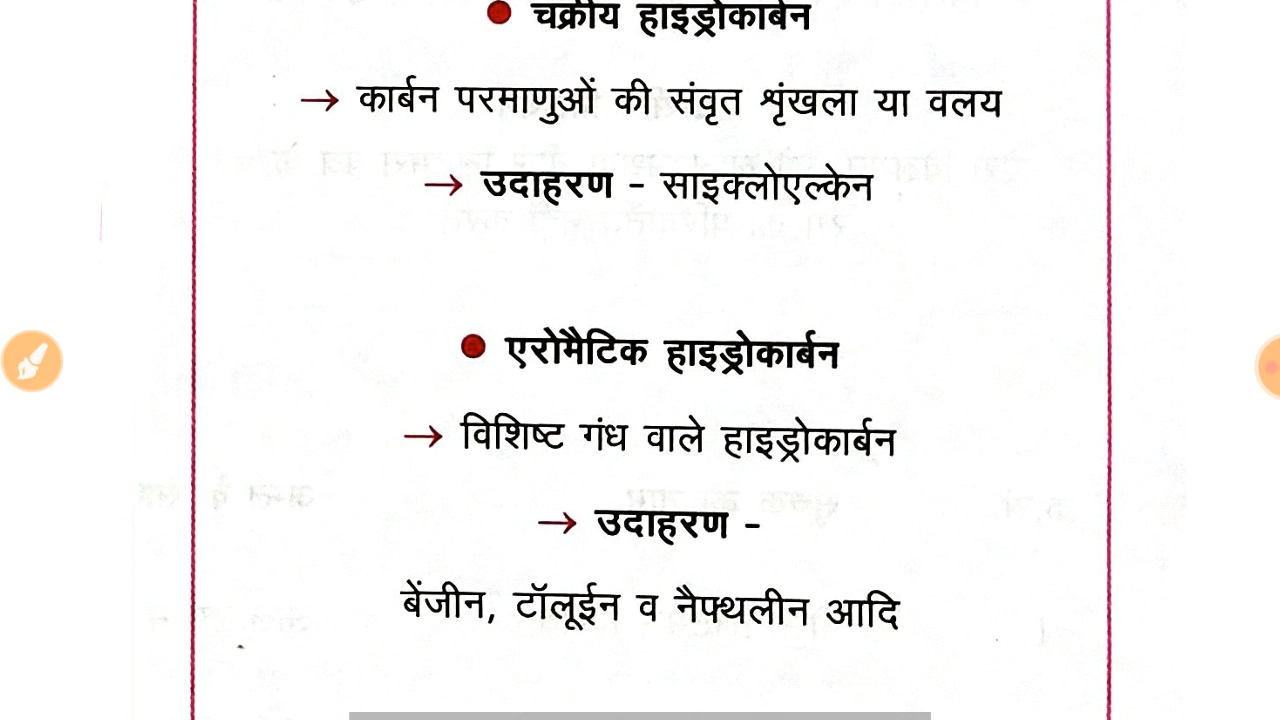 • चक्रीय हाइड्रोकार्बन
→ कार्बन परमाणुओं की संवृत शृंखला या वलय
→ उदाहरण – साइक्लोएल्केन
• एरोमैटिक हाइड्रोकार्बन
→ विशिष्ट गंध वाले हाइड्रोकार्बन
→ उदाहरण –
बेंजीन, टॉलूईन व नैफ्थलीन आदि